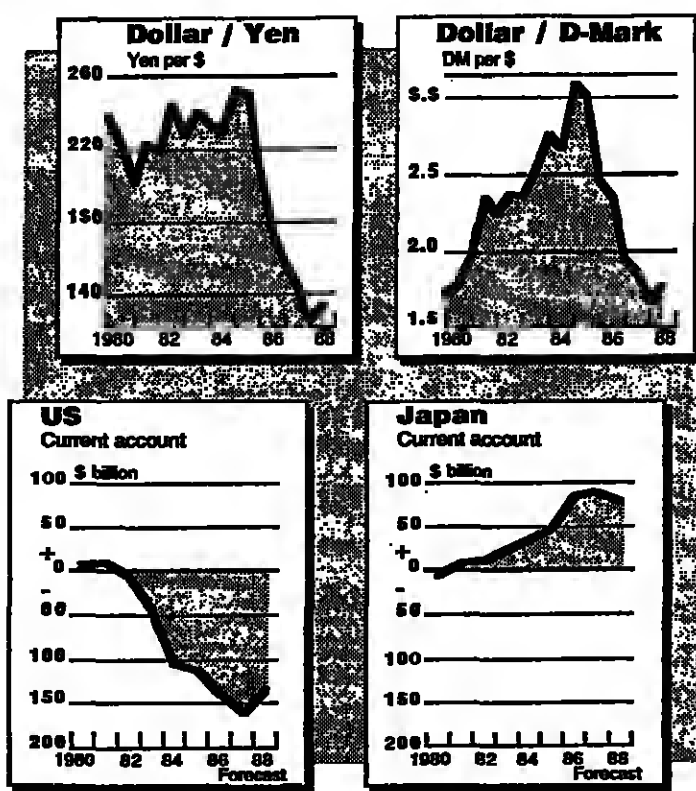 Dollar / Yen
Yen per $
260
220
180
140
1980 82 84 86 88
Dollar / D-Mark
DM per $
2.5
2.0
1.5
1980 82 84 86 88
US
Current account
$ billion
100
50
+
0
-
50
100
150
200
1980 82 84 86 88
Forecast
Japan
Current account
$ billion
100
50
+
0
-
50
100
150
200
1980 82 84 86 88
Forecast